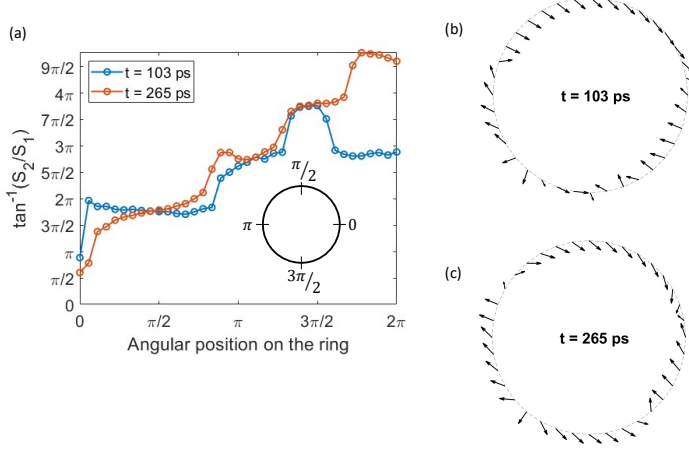 (a)
9π/2
4π
7π/2
3π
5π/2
2π
3π/2
π
π/2
0
tan⁻¹(S₂/S₁)
t = 103 ps
t = 265 ps
π/2
π
0
3π/2
0
π/2
π
3π/2
2π
Angular position on the ring
(b)
t = 103 ps
(c)
t = 265 ps